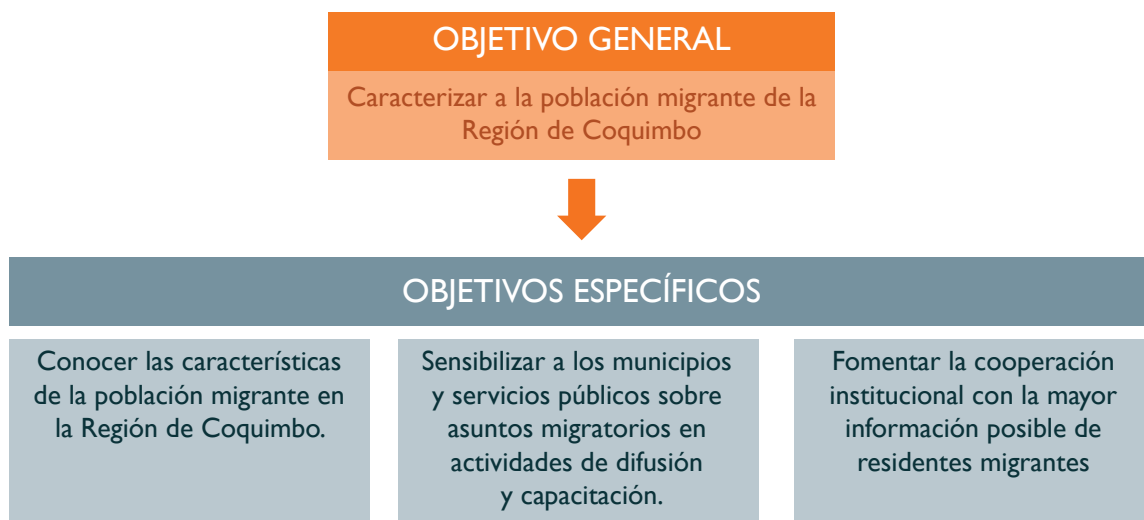 OBJETIVO GENERAL
Caracterizar a la población migrante de la
Región de Coquimbo
OBJETIVOS ESPECÍFICOS
Conocer las características
de la población migrante en
la Región de Coquimbo.
Sensibilizar a los municipios
y servicios públicos sobre
asuntos migratorios en
actividades de difusión
y capacitación.
Fomentar la cooperación
institucional con la mayor
información posible de
residentes migrantes